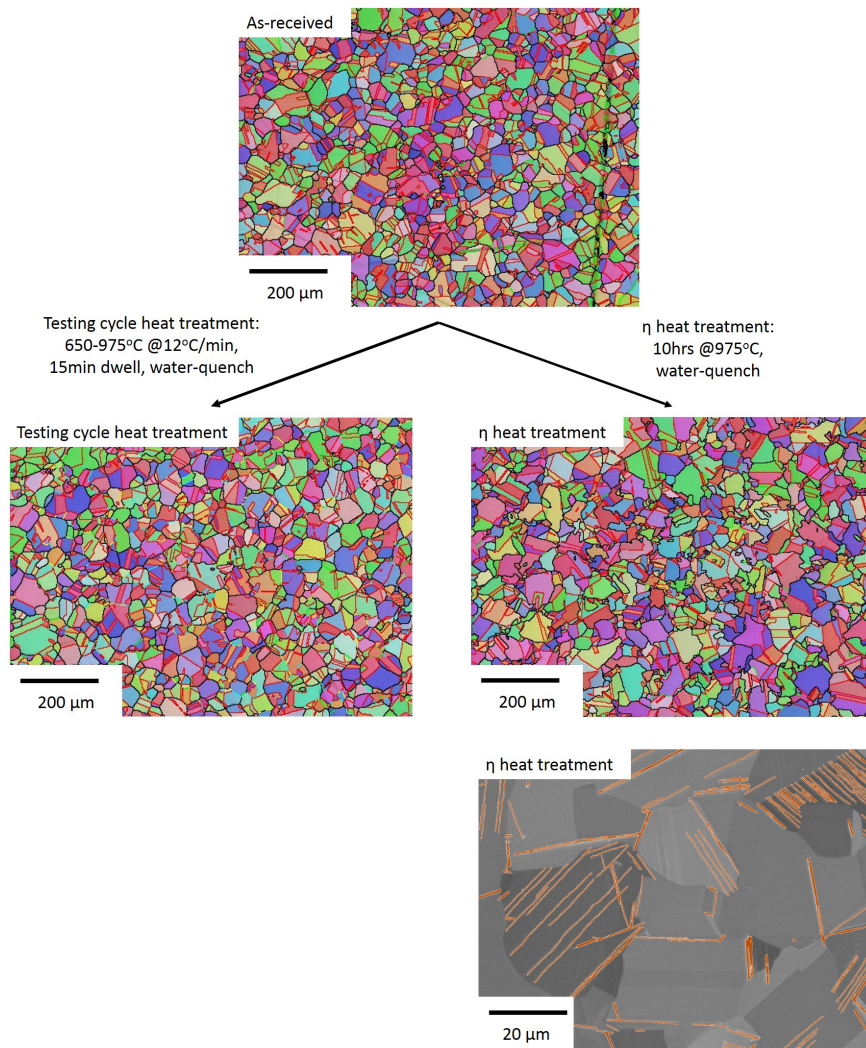 As-received
200 µm
Testing cycle heat treatment:
650-975°C @12°C/min,
15min dwell, water-quench
η heat treatment:
10hrs @975°C,
water-quench
Testing cycle heat treatment
η heat treatment
200 µm
200 µm
η heat treatment
20 µm